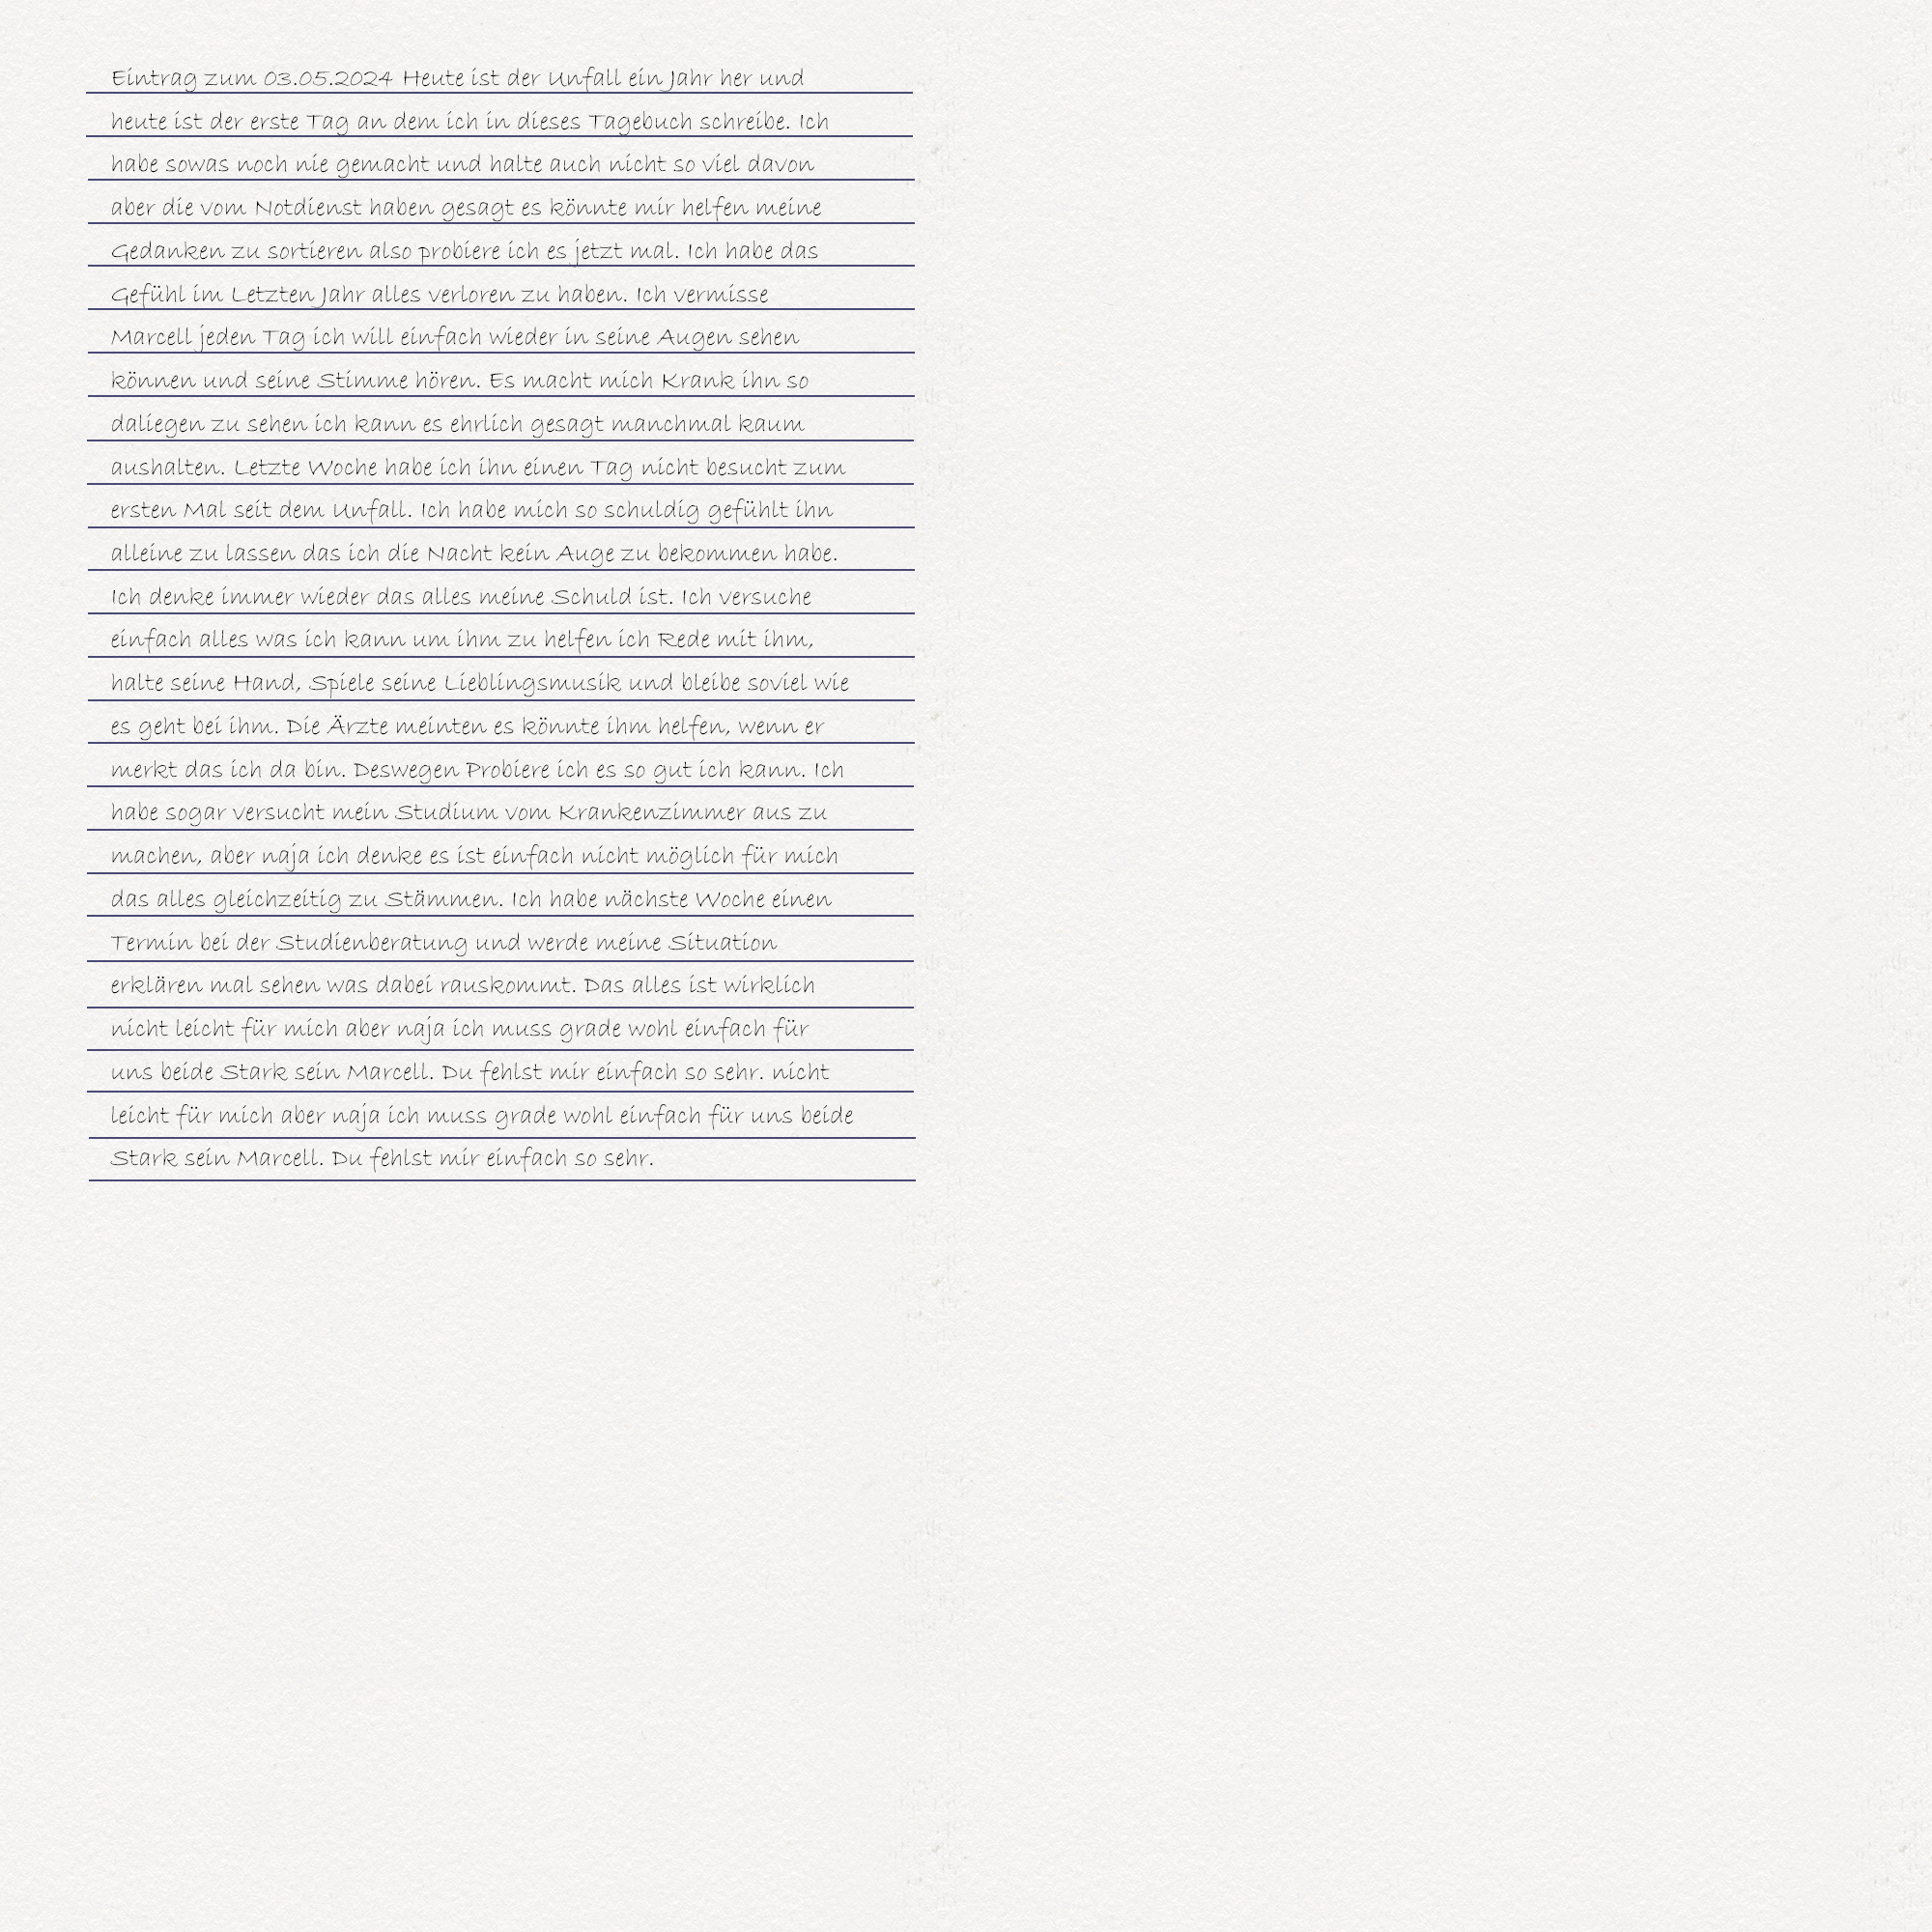 Eintrag zum 03.05.2024 Heute ist der Unfall ein Jahr her und
heute ist der erste Tag an dem ich in dieses Tagebuch schreibe. Ich
habe sowas noch nie gemacht und halte auch nicht so viel davon
aber die vom Notdienst haben gesagt es könnte mir helfen meine
Gedanken zu sortieren also probiere ich es jetzt mal. Ich habe das
Gefühl im Letzten Jahr alles verloren zu haben. Ich vermisse
Marcell jeden Tag ich will einfach wieder in seine Augen sehen
können und seine Stimme hören. Es macht mich Krank ihn so
daliegen zu sehen ich kann es ehrlich gesagt manchmal kaum
aushalten. Letzte Woche habe ich ihn einen Tag nicht besucht zum
ersten Mal seit dem Unfall. Ich habe mich so schuldig gefühlt ihn
alleine zu lassen das ich die Nacht kein Auge zu bekommen habe.
Ich denke immer wieder das alles meine Schuld ist. Ich versuche
einfach alles was ich kann um ihm zu helfen ich Rede mit ihm,
halte seine Hand, Spiele seine Lieblingsmusik und bleibe soviel wie
es geht bei ihm. Die Ärzte meinten es könnte ihm helfen, wenn er
merkt das ich da bin. Deswegen Probiere ich es so gut ich kann. Ich
habe sogar versucht mein Studium vom Krankenzimmer aus zu
machen, aber naja ich denke es ist einfach nicht möglich für mich
das alles gleichzeitig zu Stämmen. Ich habe nächste Woche einen
Termin bei der Studienberatung und werde meine Situation
erklären mal sehen was dabei rauskommt. Das alles ist wirklich
nicht leicht für mich aber naja ich muss grade wohl einfach für
uns beide Stark sein Marcell. Du fehlst mir einfach so sehr. nicht
leicht für mich aber naja ich muss grade wohl einfach für uns beide
Stark sein Marcell. Du fehlst mir einfach so sehr.